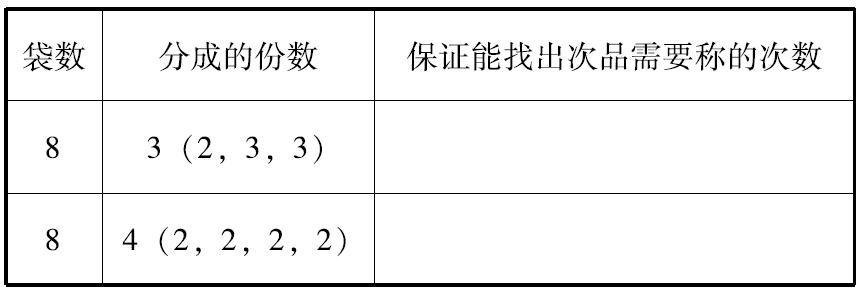 袋数 分成的份数 保证能找出次品需要称的次数
8 3（2，3，3）
8 4（2，2，2，2）